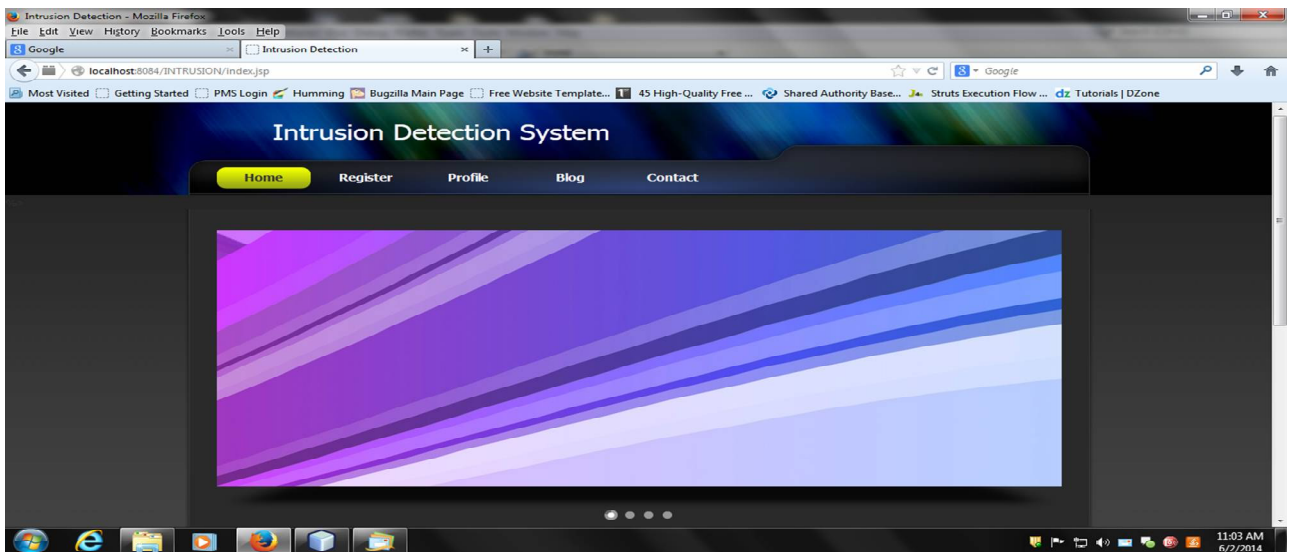 Intrusion Detection - Mozilla Firefox
File Edit View History Bookmarks Tools Help
Google Intrusion Detection
localhost:8084/INTRUSION/index.jsp Google
Most Visited Getting Started PMS Login Humming Bugzilla Main Page Free Website Template... 45 High-Quality Free ... Shared Authority Base... Struts Execution Flow ... dz Tutorials | DZone
Intrusion Detection System
Home Register Profile Blog Contact
11:03 AM
6/2/2014